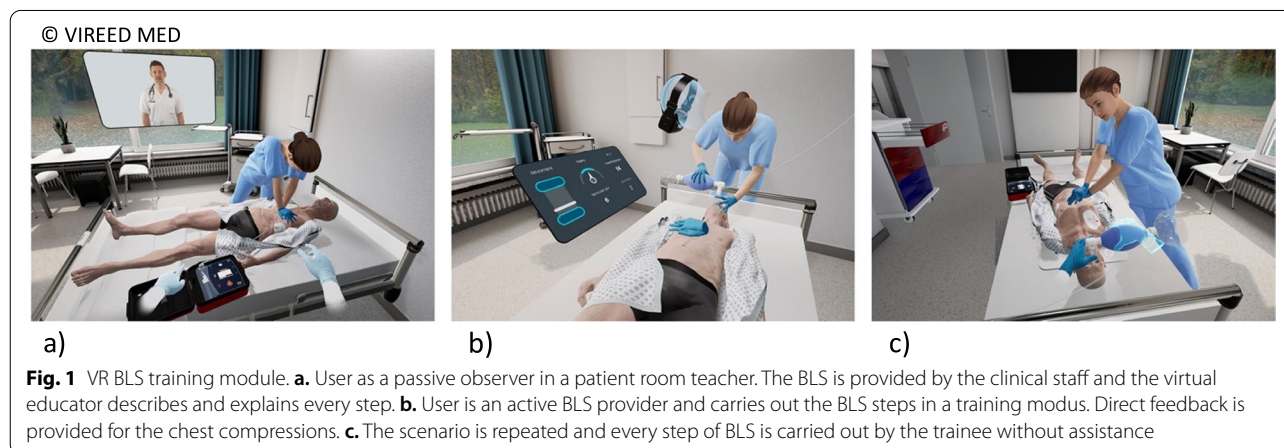 © VIREED MED
a)
b)
c)
Fig. 1 VR BLS training module. a. User as a passive observer in a patient room teacher. The BLS is provided by the clinical staff and the virtual
educator describes and explains every step. b. User is an active BLS provider and carries out the BLS steps in a training modus. Direct feedback is
provided for the chest compressions. c. The scenario is repeated and every step of BLS is carried out by the trainee without assistance